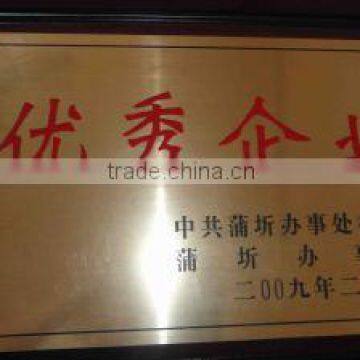 优秀企业
trade.china.cn
中共蒲圻办事处
蒲圻办事
二00九年二